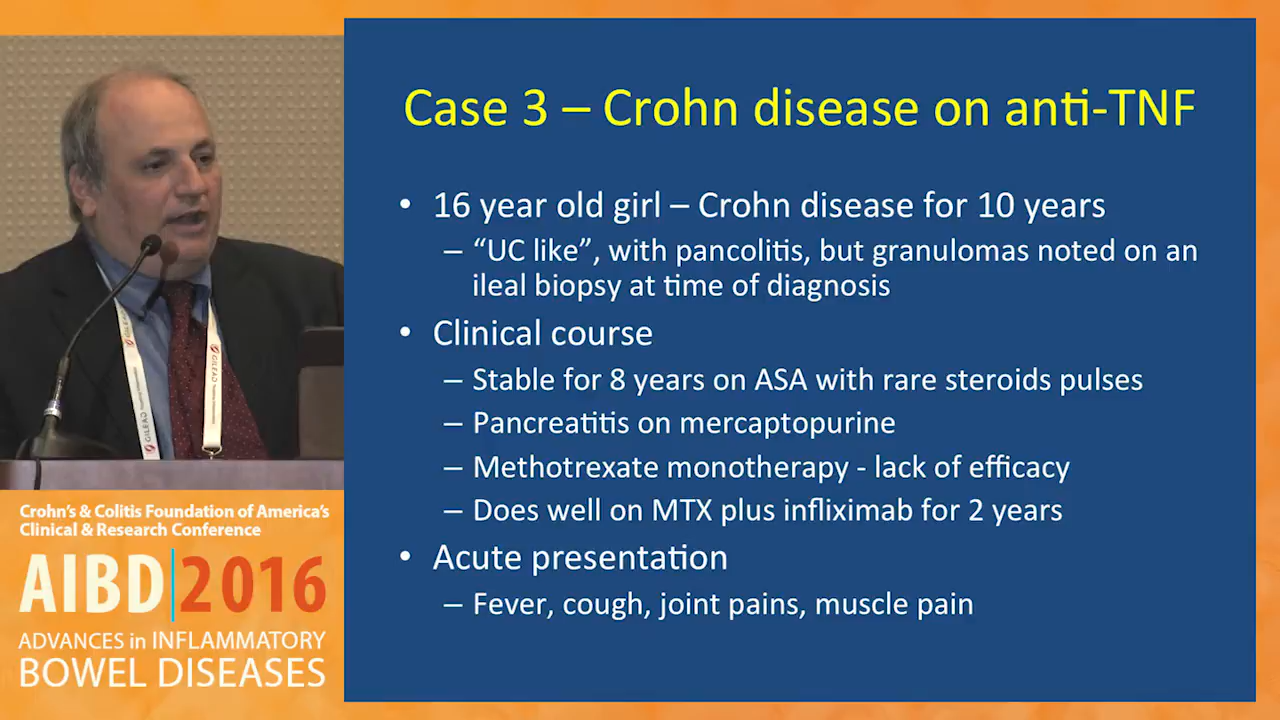 Case 3 – Crohn disease on anti-TNF
• 16 year old girl – Crohn disease for 10 years
– “UC like”, with pancolitis, but granulomas noted on an
ileal biopsy at time of diagnosis
• Clinical course
– Stable for 8 years on ASA with rare steroids pulses
– Pancreatitis on mercaptopurine
– Methotrexate monotherapy - lack of efficacy
– Does well on MTX plus infliximab for 2 years
• Acute presentation
– Fever, cough, joint pains, muscle pain
GILEAD
GILEAD
Crohn's & Colitis Foundation of America's
Clinical & Research Conference
AIBD|2016
ADVANCES in INFLAMMATORY
BOWEL DISEASES